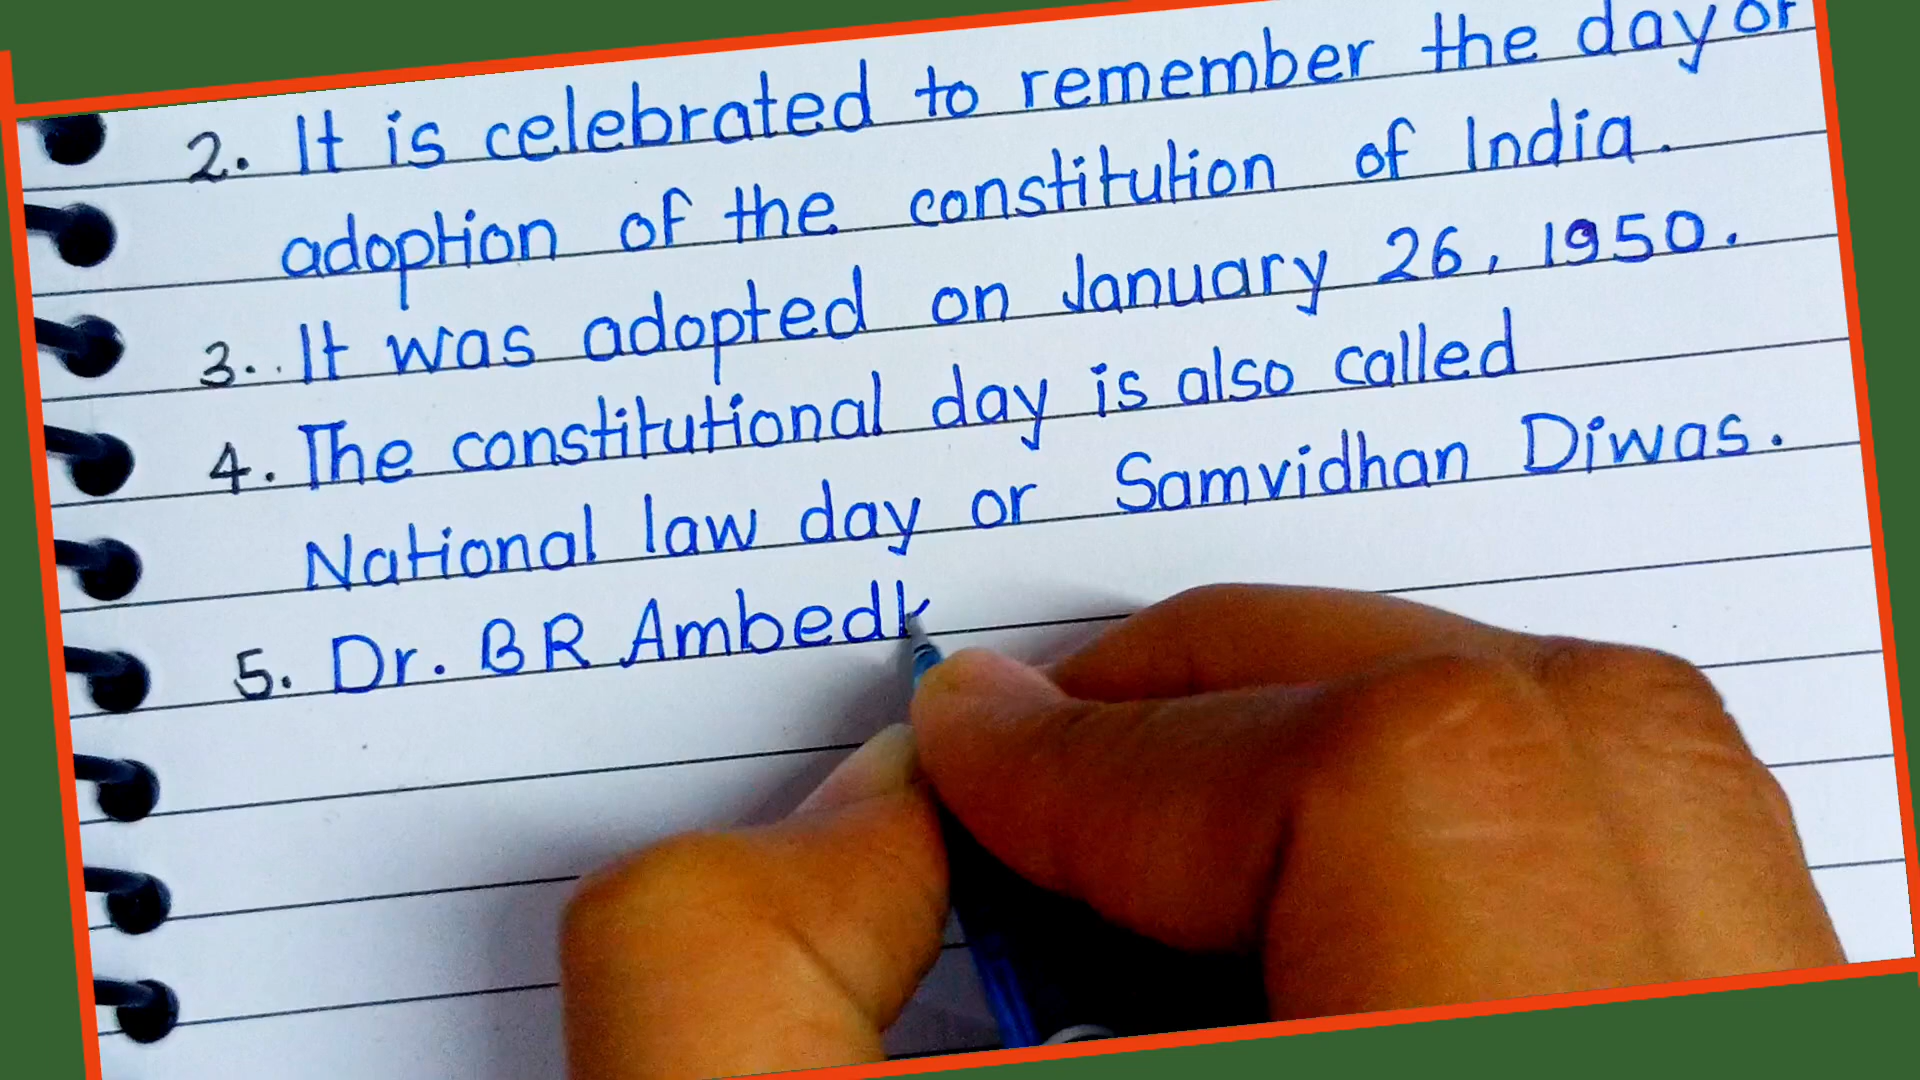 2. It is celebrated to remember the day of
adoption of the constitution of India.
3. It was adopted on January 26, 1950.
4. The constitutional day is also called
National law day or Samvidhan Diwas.
5. Dr. BR Ambedk